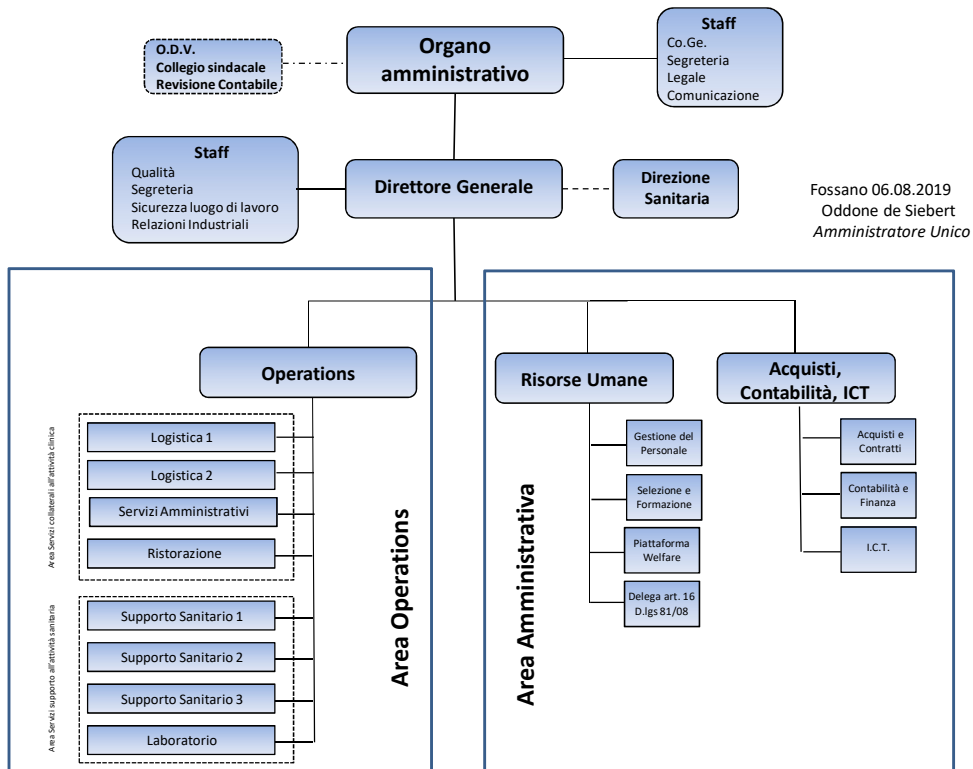 O.D.V.
Collegio sindacale
Revisione Contabile
Organo
amministrativo
Staff
Co.Ge.
Segreteria
Legale
Comunicazione
Staff
Qualità
Segreteria
Sicurezza luogo di lavoro
Relazioni Industriali
Direttore Generale
Direzione
Sanitaria
Fossano 06.08.2019
Oddone de Siebert
Amministratore Unico
Operations
Area Servizi collaterali all'attività clinica
Logistica 1
Logistica 2
Servizi Amministrativi
Ristorazione
Area Servizi supporto all'attività sanitaria
Supporto Sanitario 1
Supporto Sanitario 2
Supporto Sanitario 3
Laboratorio
Area Operations
Area Amministrativa
Risorse Umane
Gestione del
Personale
Selezione e
Formazione
Piattaforma
Welfare
Delega art. 16
D.lgs 81/08
Acquisti,
Contabilità, ICT
Acquisti e
Contratti
Contabilità e
Finanza
I.C.T.